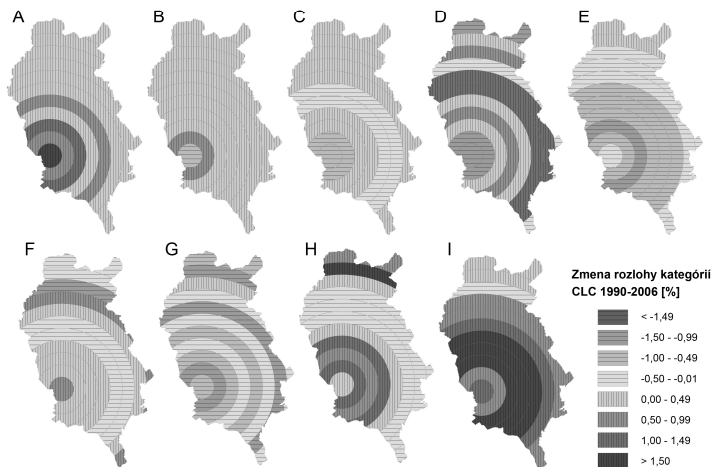 A B C D E
F G H I
Zmena rozlohy kategórií
CLC 1990-2006 [%]
< -1,49
-1,50 - -0,99
-1,00 - -0,49
-0,50 - -0,01
0,00 - 0,49
0,50 - 0,99
1,00 - 1,49
> 1,50